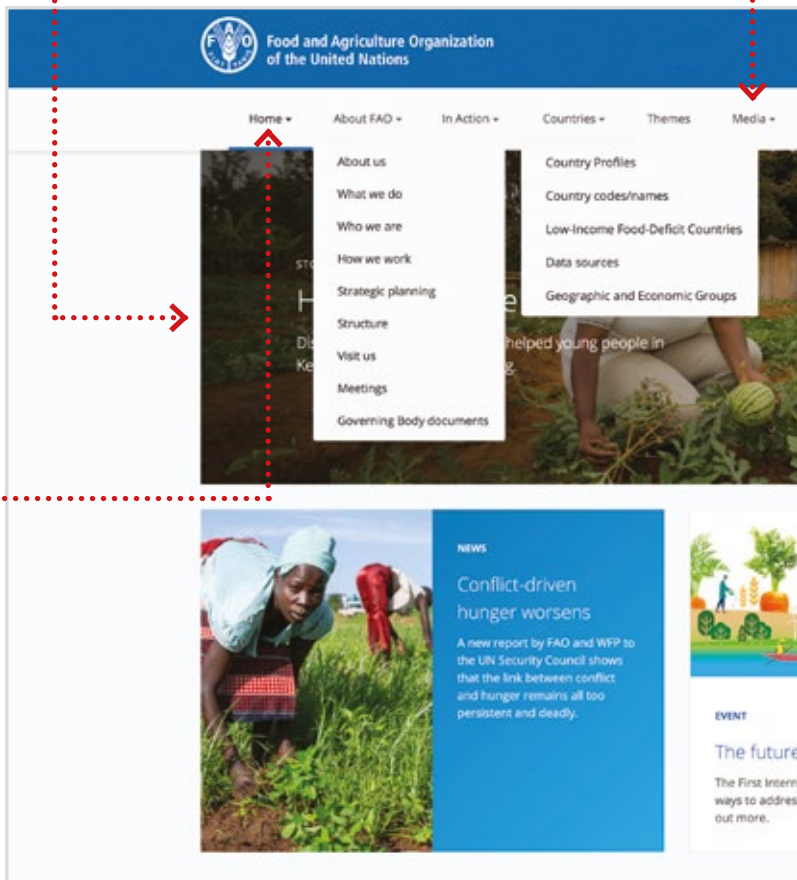 FAO
FIAT PANIS
Food and Agriculture Organization
of the United Nations
Home
About FAO
In Action
Countries
Themes
Media
About us
What we do
Who we are
How we work
Strategic planning
Structure
Visit us
Meetings
Governing Body documents
Country Profiles
Country codes/names
Low-Income Food-Deficit Countries
Data sources
Geographic and Economic Groups
helped young people in
NEWS
Conflict-driven
hunger worsens
A new report by FAO and WFP to
the UN Security Council shows
that the link between conflict
and hunger remains all too
persistent and deadly.
EVENT
The future
The First
ways to
out more.